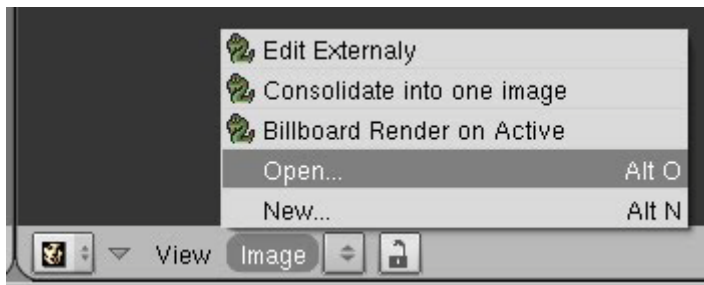 Edit Externaly
Consolidate into one image
Billboard Render on Active
Open... Alt O
New... Alt N
View Image